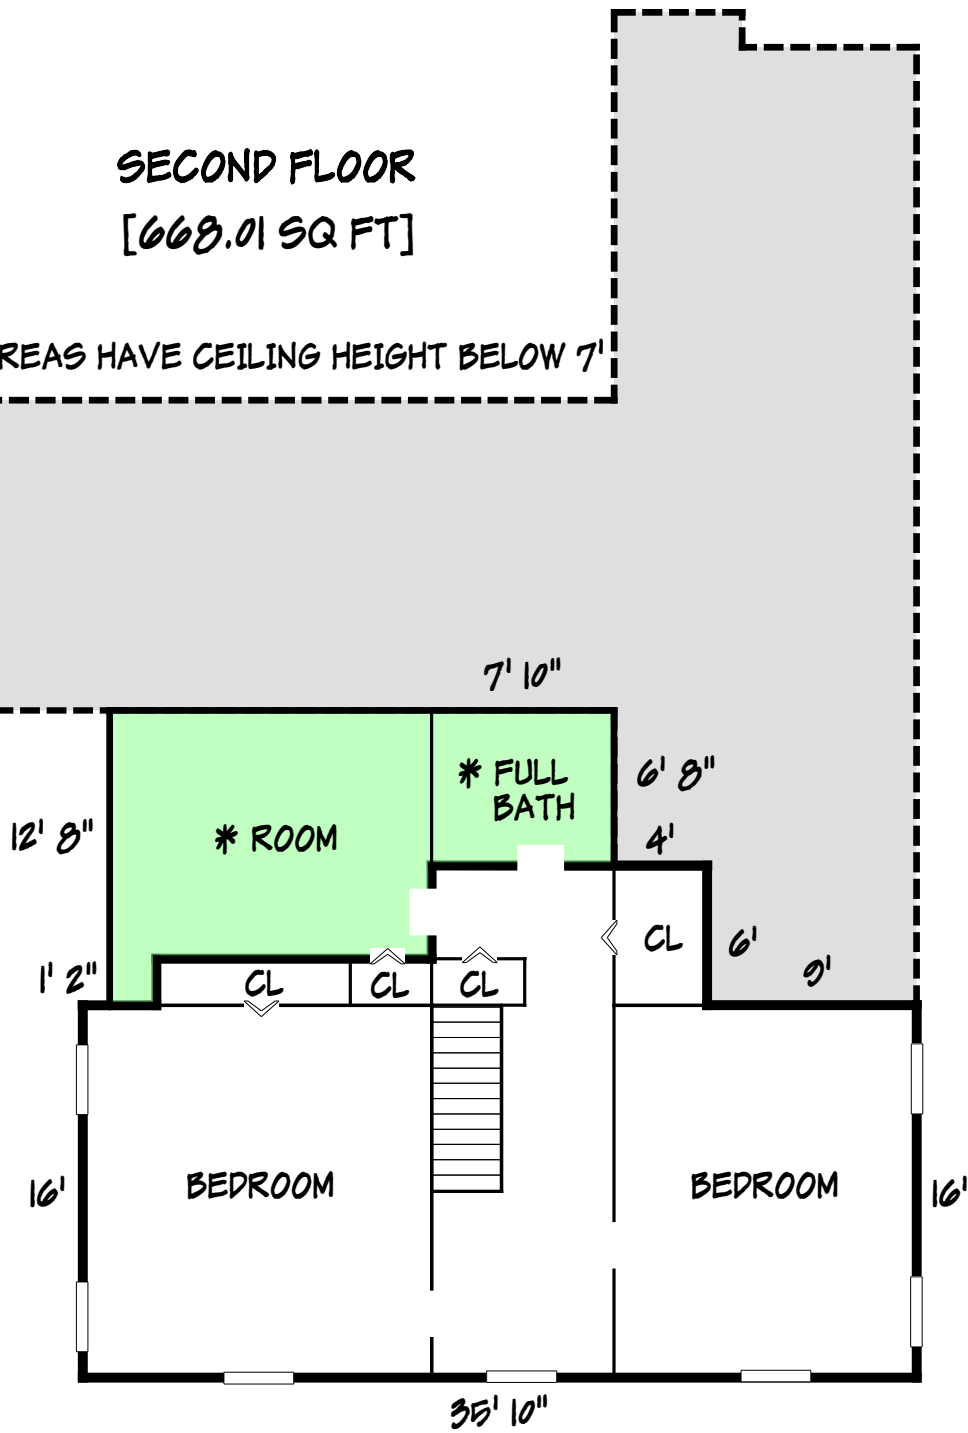 SECOND FLOOR
[668.01 SQ FT]
REAS HAVE CEILING HEIGHT BELOW 7'
7' 10"
* FULL
BATH
6' 8"
12' 8"
* ROOM
4'
CL
6'
9'
1' 2"
CL
CL
CL
16'
BEDROOM
BEDROOM
16'
35' 10"